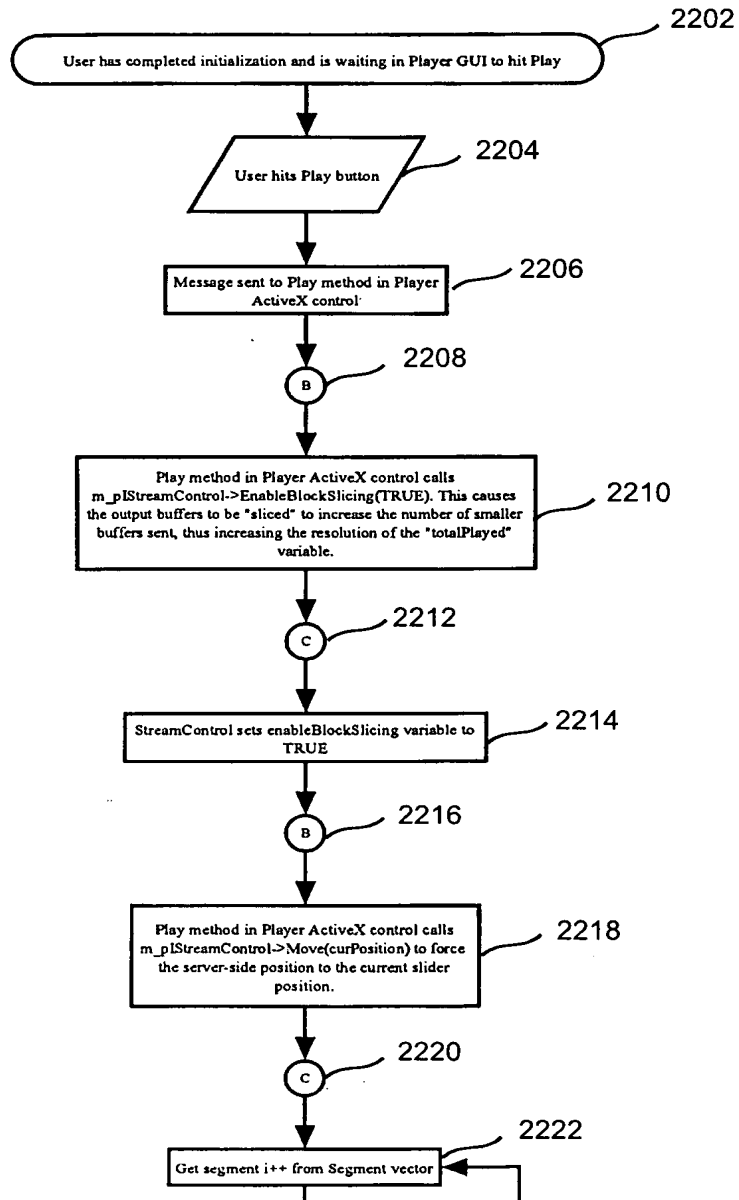 2202
User has completed initialization and is waiting in Player GUI to hit Play
2204
User hits Play button
2206
Message sent to Play method in Player
ActiveX control
2208
B
Play method in Player ActiveX control calls
m_pIStreamControl->EnableBlockSlicing(TRUE). This causes
the output buffers to be "sliced" to increase the number of smaller
buffers sent, thus increasing the resolution of the "totalPlayed"
variable.
2210
2212
C
StreamControl sets enableBlockSlicing variable to
TRUE
2214
2216
B
Play method in Player ActiveX control calls
m_pIStreamControl->Move(curPosition) to force
the server-side position to the current slider
position.
2218
2220
C
2222
Get segment i++ from Segment vector